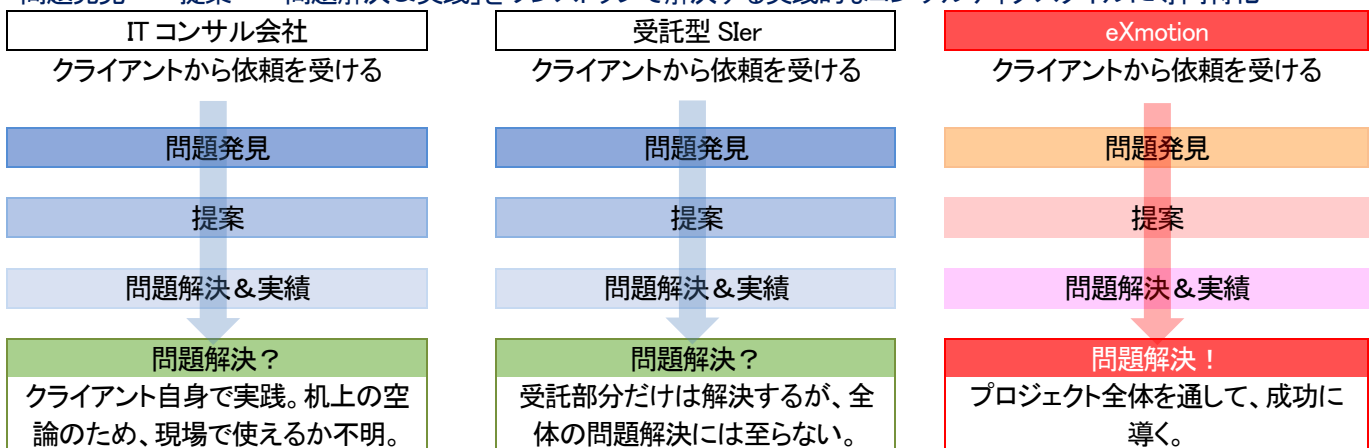 ITコンサル会社
受託型 SIer
eXmotion
クライアントから依頼を受ける
クライアントから依頼を受ける
クライアントから依頼を受ける
問題発見
問題発見
問題発見
提案
提案
提案
問題解決&実績
問題解決&実績
問題解決&実績
問題解決?
クライアント自身で実践。机上の空
論のため、現場で使えるか不明。
問題解決?
受託部分だけは解決するが、全
体の問題解決には至らない。
問題解決!
プロジェクト全体を通して、成功に
導く。